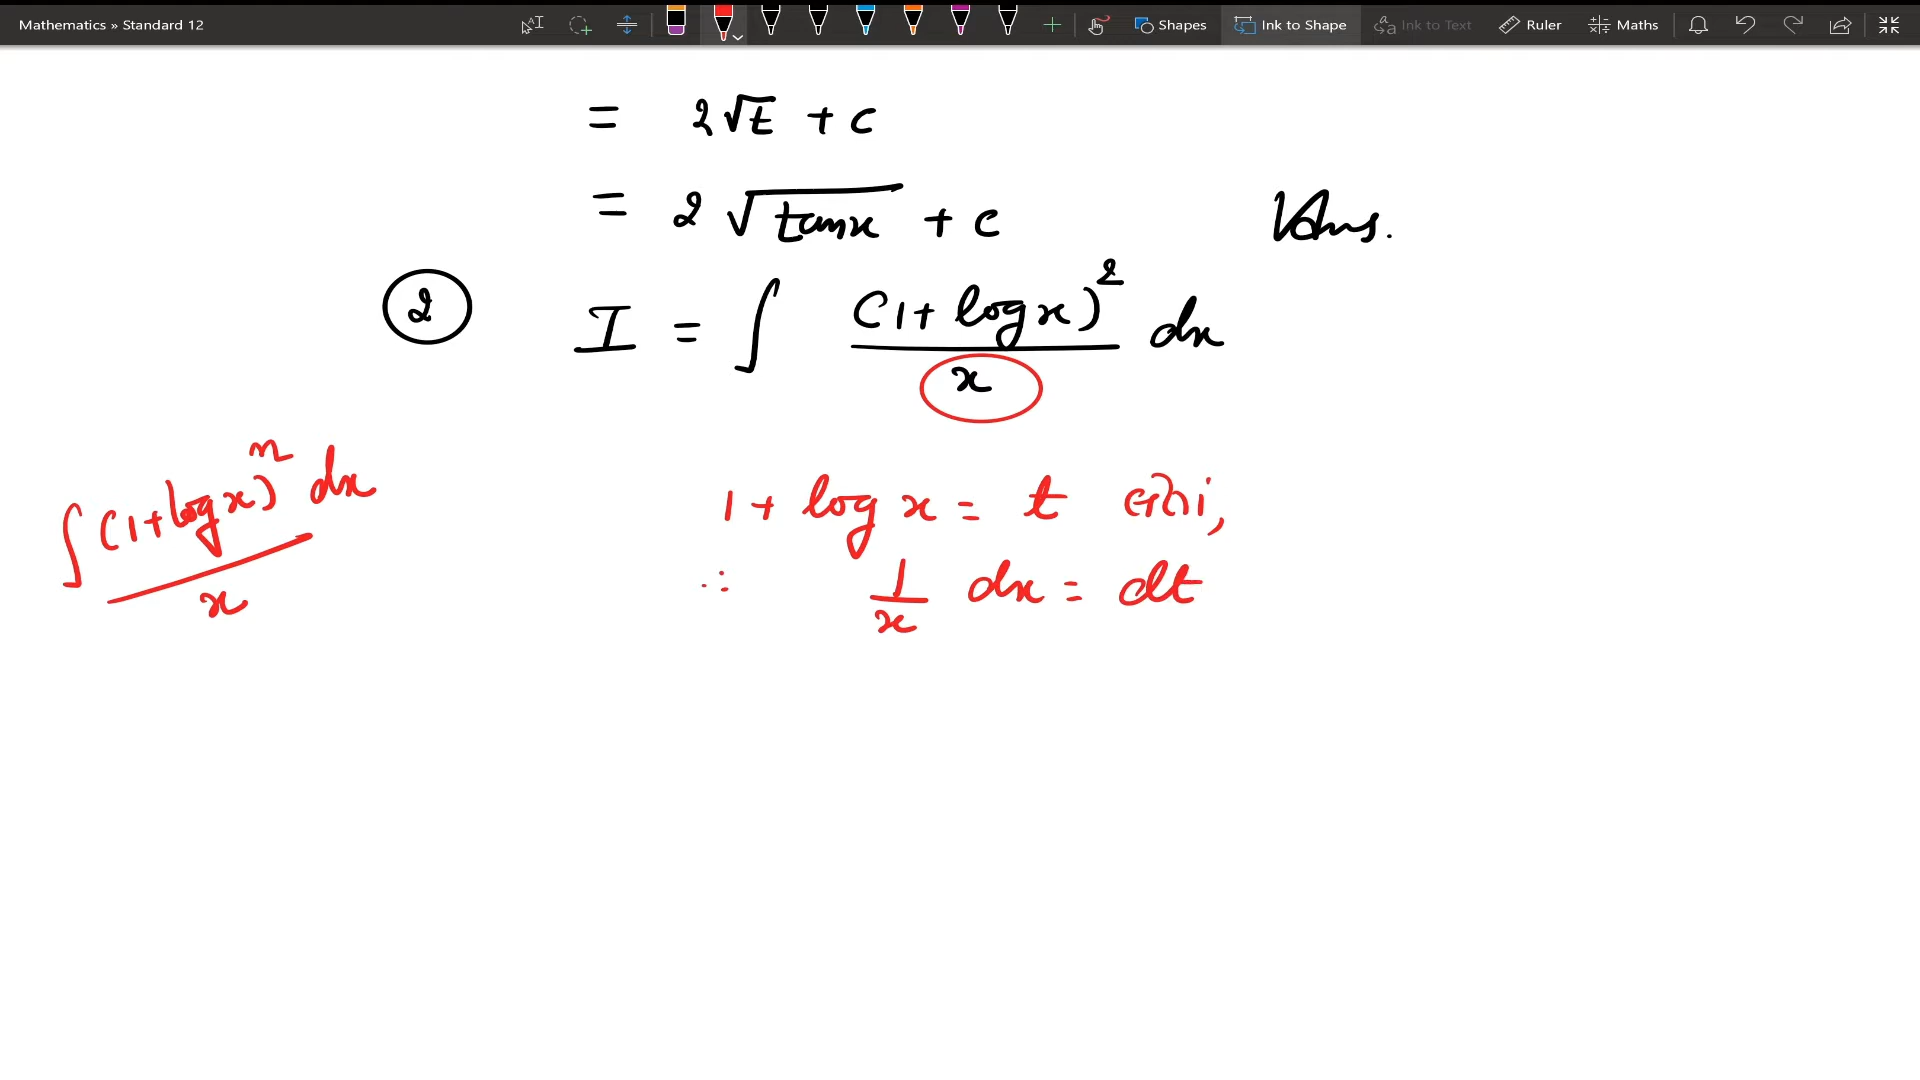 Mathematics » Standard 12
Shapes Ink to Shape Ink to Text Ruler Maths
= 2√t + c
= 2√tanx + c Ans.
② I = ∫ (1+logx)² / x dx
∫ (1+logx)ⁿ / x dx
1 + log x = t
∴ 1/x dx = dt